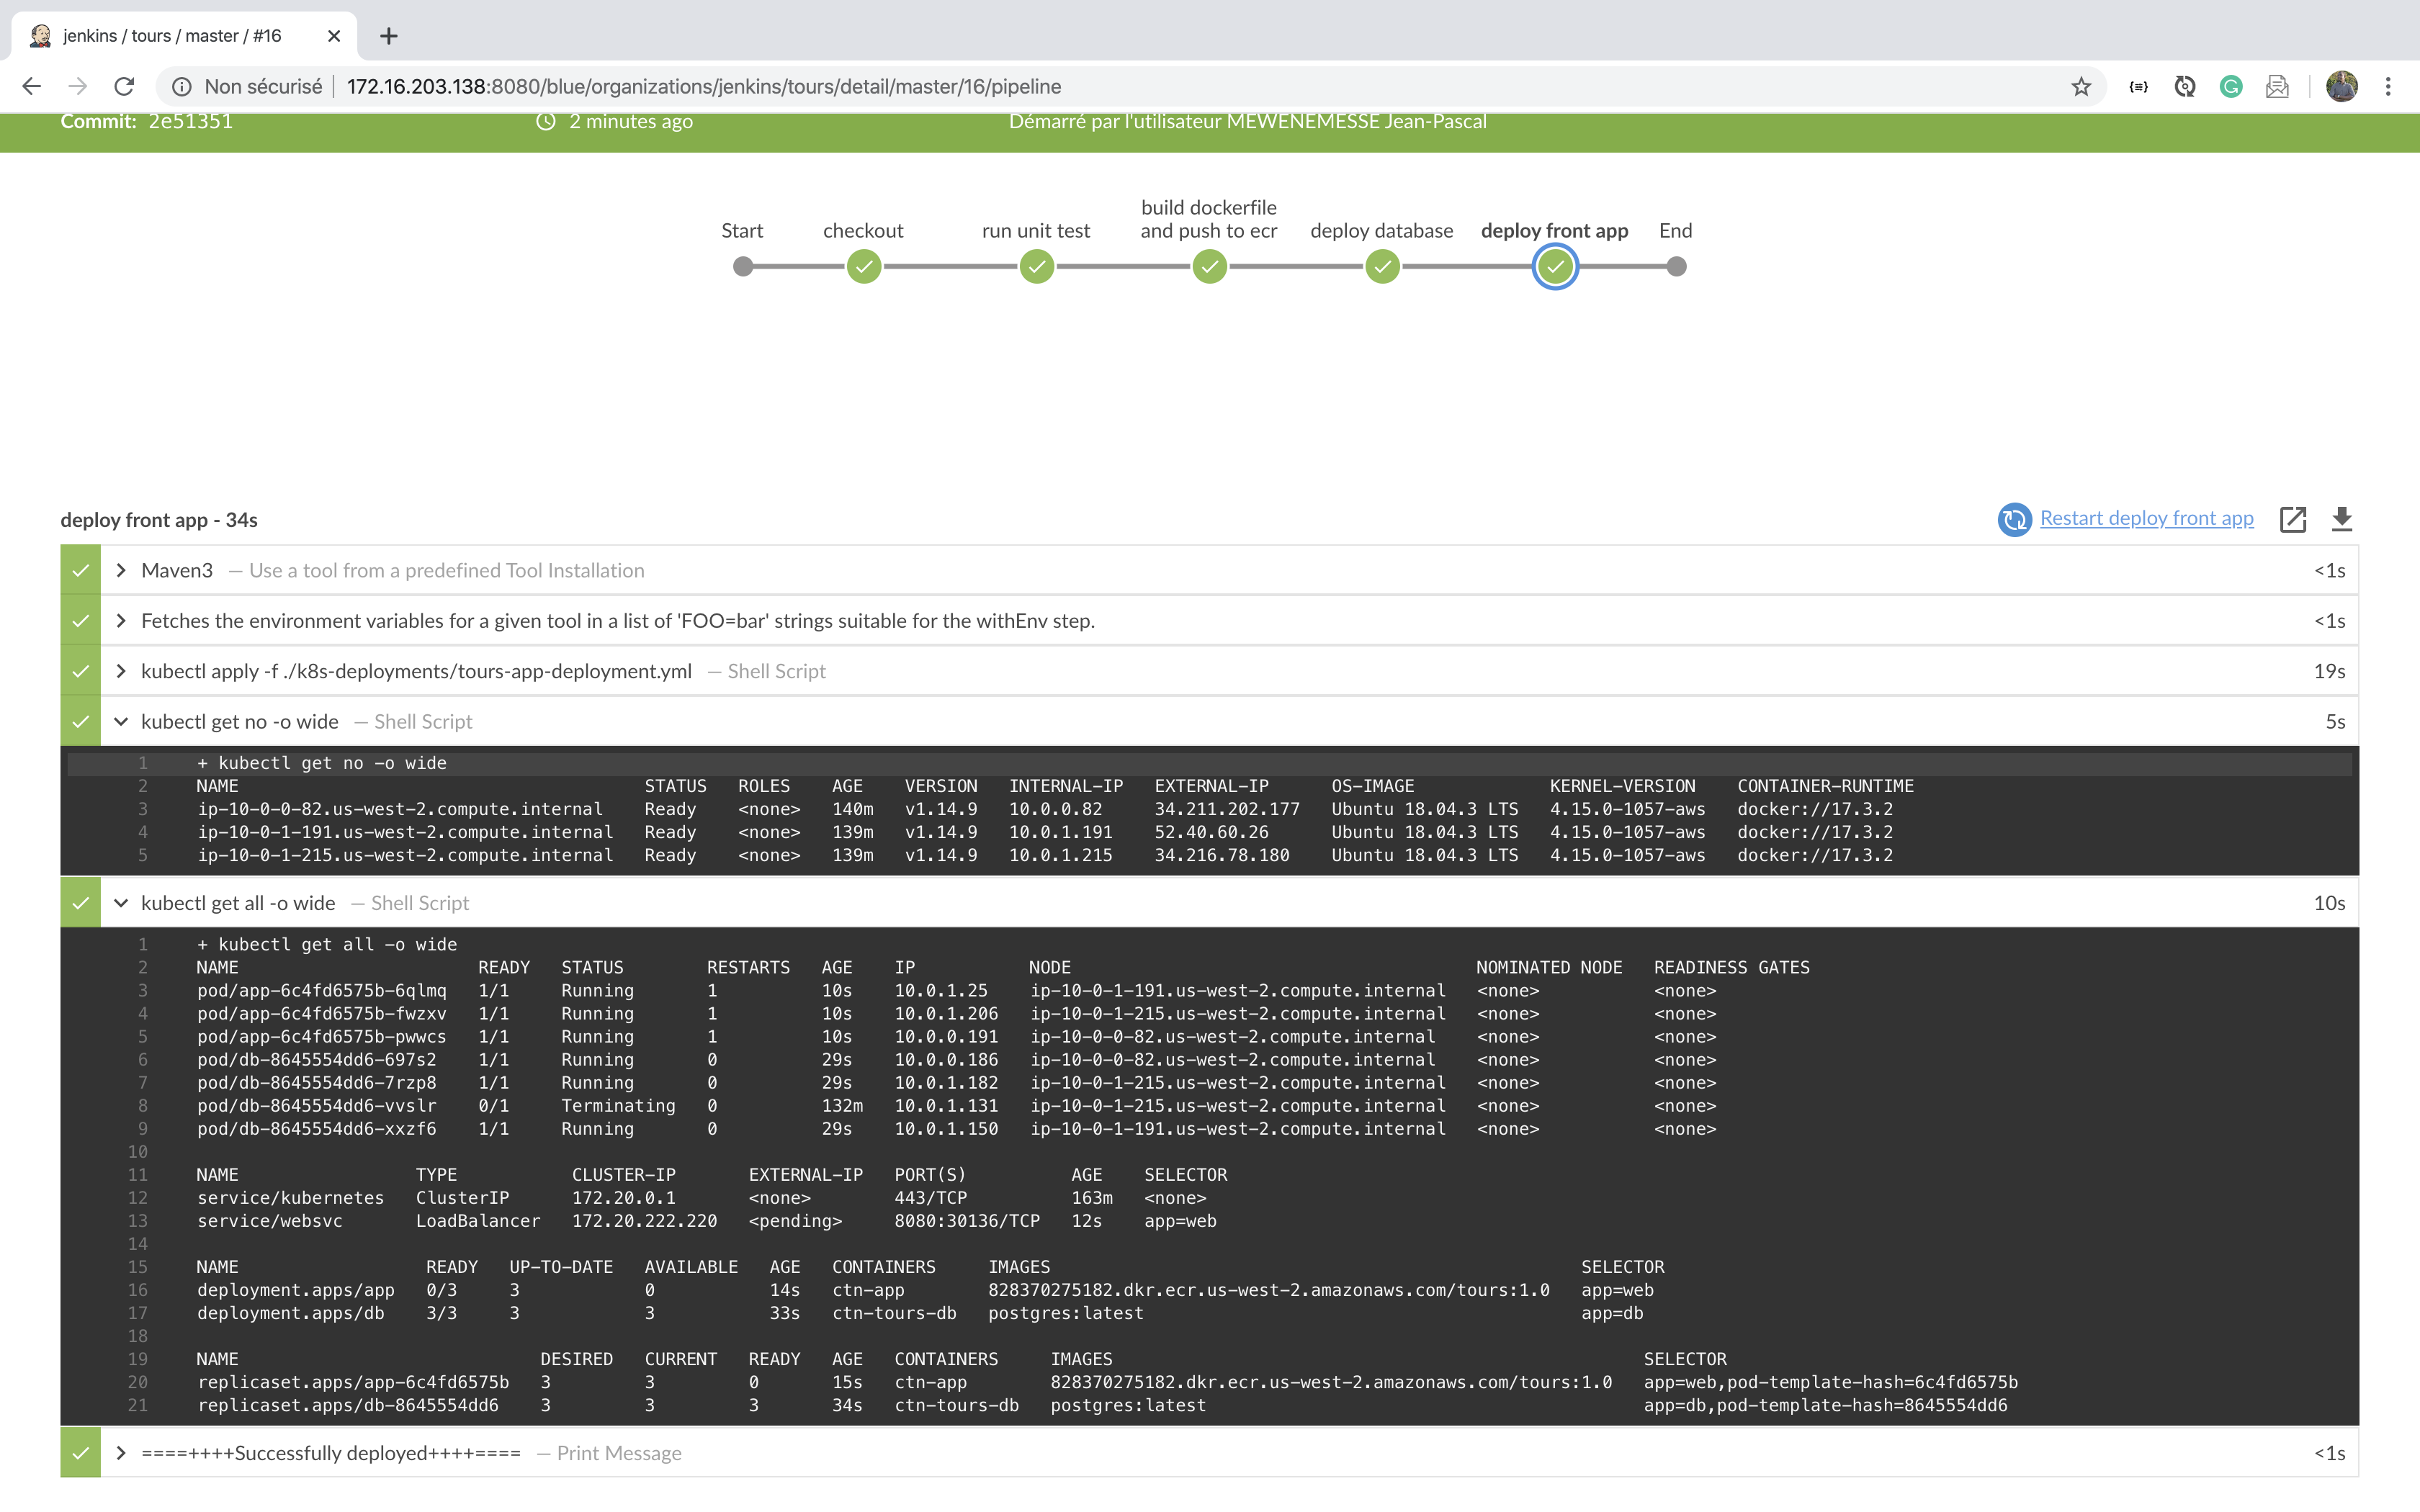 jenkins / tours / master / #16
Non sécurisé 172.16.203.138:8080/blue/organizations/jenkins/tours/detail/master/16/pipeline
Commit: 2e51351 2 minutes ago Démarré par l'utilisateur MEWENEMESSE Jean-Pascal
Start checkout run unit test build dockerfile and push to ecr deploy database deploy front app End
deploy front app - 34s Restart deploy front app
Maven3 — Use a tool from a predefined Tool Installation <1s
Fetches the environment variables for a given tool in a list of 'FOO=bar' strings suitable for the withEnv step. <1s
kubectl apply -f ./k8s-deployments/tours-app-deployment.yml — Shell Script 19s
kubectl get no -o wide — Shell Script 5s
1 + kubectl get no -o wide
2 NAME STATUS ROLES AGE VERSION INTERNAL-IP EXTERNAL-IP OS-IMAGE KERNEL-VERSION CONTAINER-RUNTIME
3 ip-10-0-0-82.us-west-2.compute.internal Ready <none> 140m v1.14.9 10.0.0.82 34.211.202.177 Ubuntu 18.04.3 LTS 4.15.0-1057-aws docker://17.3.2
4 ip-10-0-1-191.us-west-2.compute.internal Ready <none> 139m v1.14.9 10.0.1.191 52.40.60.26 Ubuntu 18.04.3 LTS 4.15.0-1057-aws docker://17.3.2
5 ip-10-0-1-215.us-west-2.compute.internal Ready <none> 139m v1.14.9 10.0.1.215 34.216.78.180 Ubuntu 18.04.3 LTS 4.15.0-1057-aws docker://17.3.2
kubectl get all -o wide — Shell Script 10s
1 + kubectl get all -o wide
2 NAME READY STATUS RESTARTS AGE IP NODE NOMINATED NODE READINESS GATES
3 pod/app-6c4fd6575b-6qlmq 1/1 Running 1 10s 10.0.1.25 ip-10-0-1-191.us-west-2.compute.internal <none> <none>
4 pod/app-6c4fd6575b-fwzxv 1/1 Running 1 10s 10.0.1.206 ip-10-0-1-215.us-west-2.compute.internal <none> <none>
5 pod/app-6c4fd6575b-pwwcs 1/1 Running 1 10s 10.0.0.191 ip-10-0-0-82.us-west-2.compute.internal <none> <none>
6 pod/db-8645554dd6-697s2 1/1 Running 0 29s 10.0.0.186 ip-10-0-0-82.us-west-2.compute.internal <none> <none>
7 pod/db-8645554dd6-7rzp8 1/1 Running 0 29s 10.0.1.182 ip-10-0-1-215.us-west-2.compute.internal <none> <none>
8 pod/db-8645554dd6-vvslr 0/1 Terminating 0 132m 10.0.1.131 ip-10-0-1-215.us-west-2.compute.internal <none> <none>
9 pod/db-8645554dd6-xxzf6 1/1 Running 0 29s 10.0.1.150 ip-10-0-1-191.us-west-2.compute.internal <none> <none>
10
11 NAME TYPE CLUSTER-IP EXTERNAL-IP PORT(S) AGE SELECTOR
12 service/kubernetes ClusterIP 172.20.0.1 <none> 443/TCP 163m <none>
13 service/websvc LoadBalancer 172.20.222.220 <pending> 8080:30136/TCP 12s app=web
14
15 NAME READY UP-TO-DATE AVAILABLE AGE CONTAINERS IMAGES SELECTOR
16 deployment.apps/app 0/3 3 0 14s ctn-app 828370275182.dkr.ecr.us-west-2.amazonaws.com/tours:1.0 app=web
17 deployment.apps/db 3/3 3 3 33s ctn-tours-db postgres:latest app=db
18
19 NAME DESIRED CURRENT READY AGE CONTAINERS IMAGES SELECTOR
20 replicaset.apps/app-6c4fd6575b 3 3 0 15s ctn-app 828370275182.dkr.ecr.us-west-2.amazonaws.com/tours:1.0 app=web,pod-template-hash=6c4fd6575b
21 replicaset.apps/db-8645554dd6 3 3 3 34s ctn-tours-db postgres:latest app=db,pod-template-hash=8645554dd6
====++++Successfully deployed++++==== — Print Message <1s